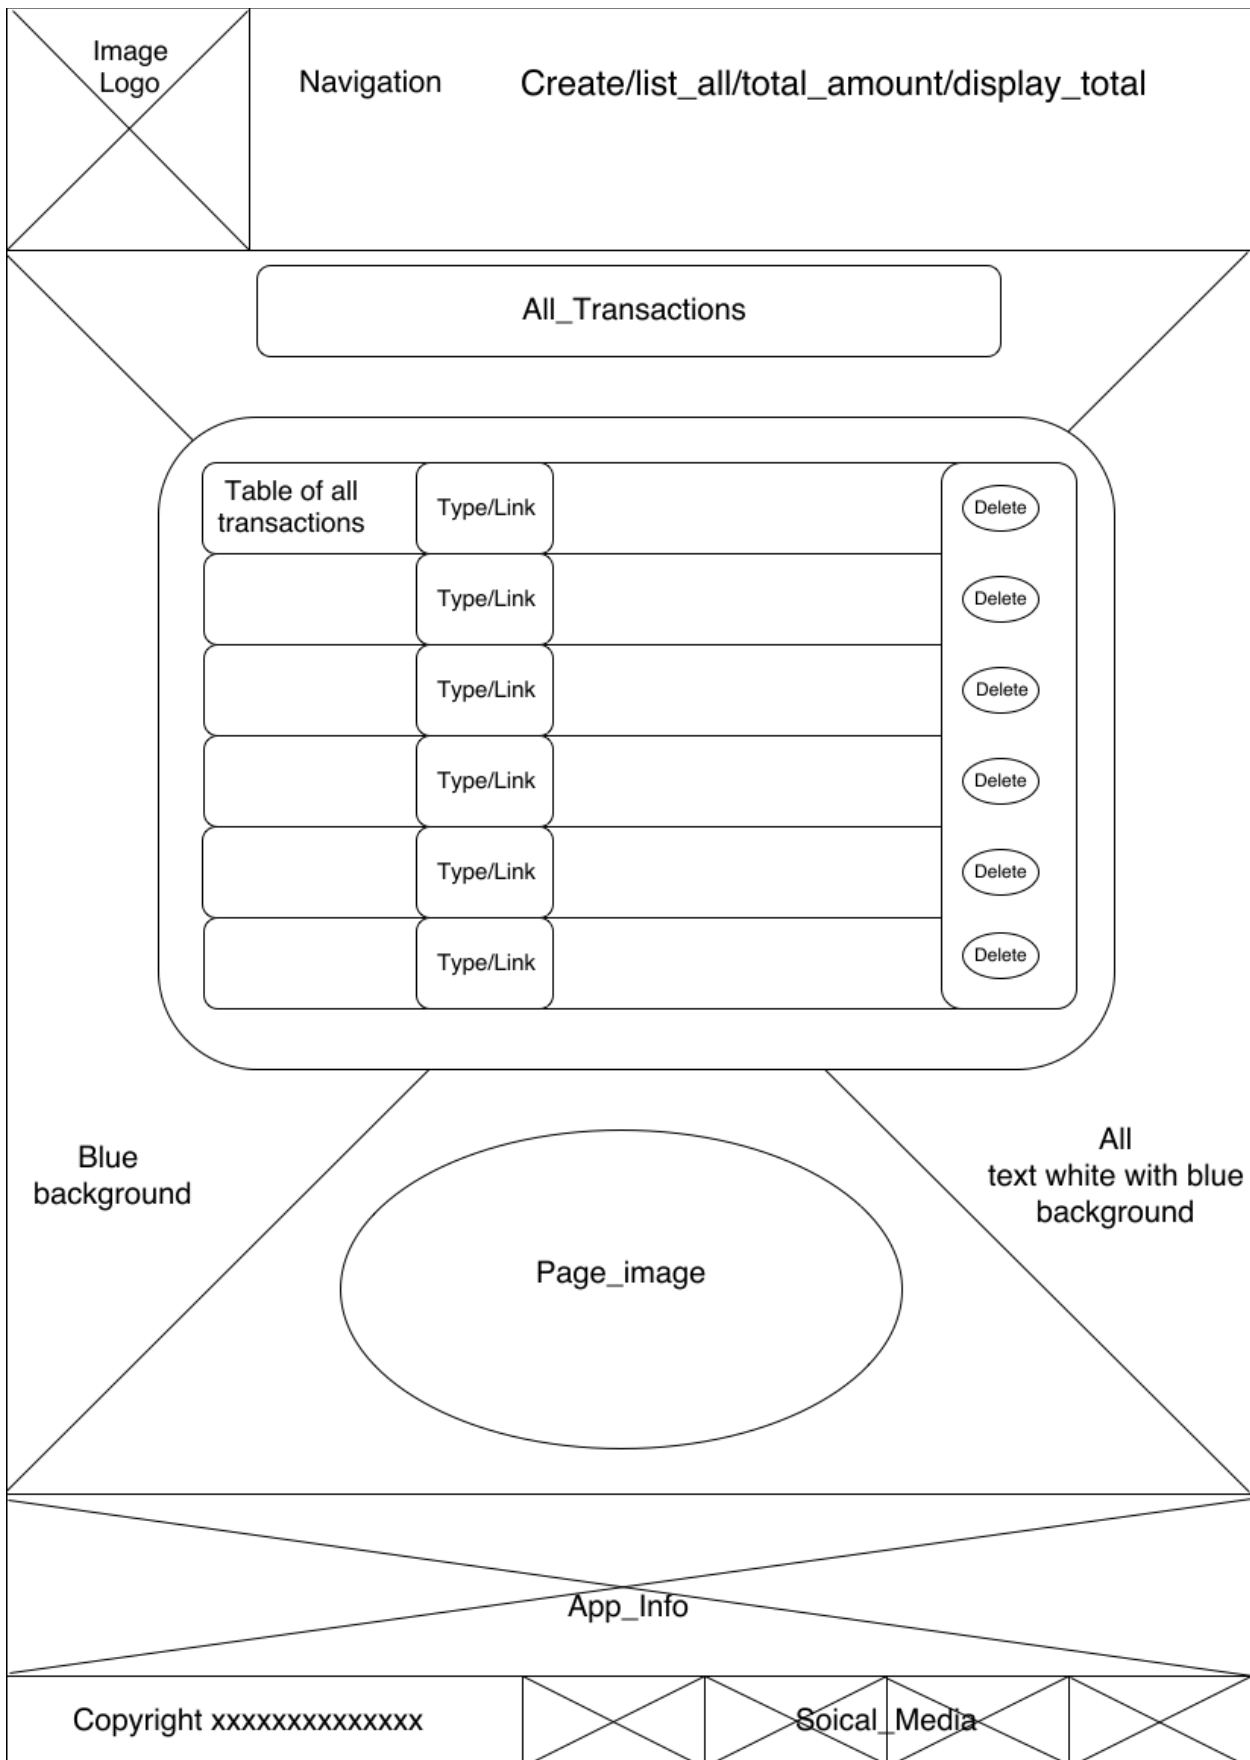 Image
Logo
Navigation
Create/list_all/total_amount/display_total
All_Transactions
Table of all
transactions
Type/Link
Delete
Type/Link
Delete
Type/Link
Delete
Type/Link
Delete
Type/Link
Delete
Type/Link
Delete
Blue
background
All
text white with blue
background
Page_image
App_Info
Copyright xxxxxxxxxxxxxx
Soical_Media